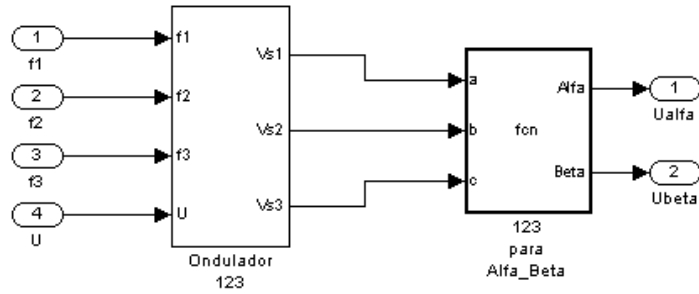 1
f1
f1
2
f2
f2
3
f3
f3
4
U
U
Vs1
Vs2
Vs3
Ondulador
123
a
b
c
fcn
Alfa
Beta
123
para
Alfa_Beta
1
Ualfa
2
Ubeta